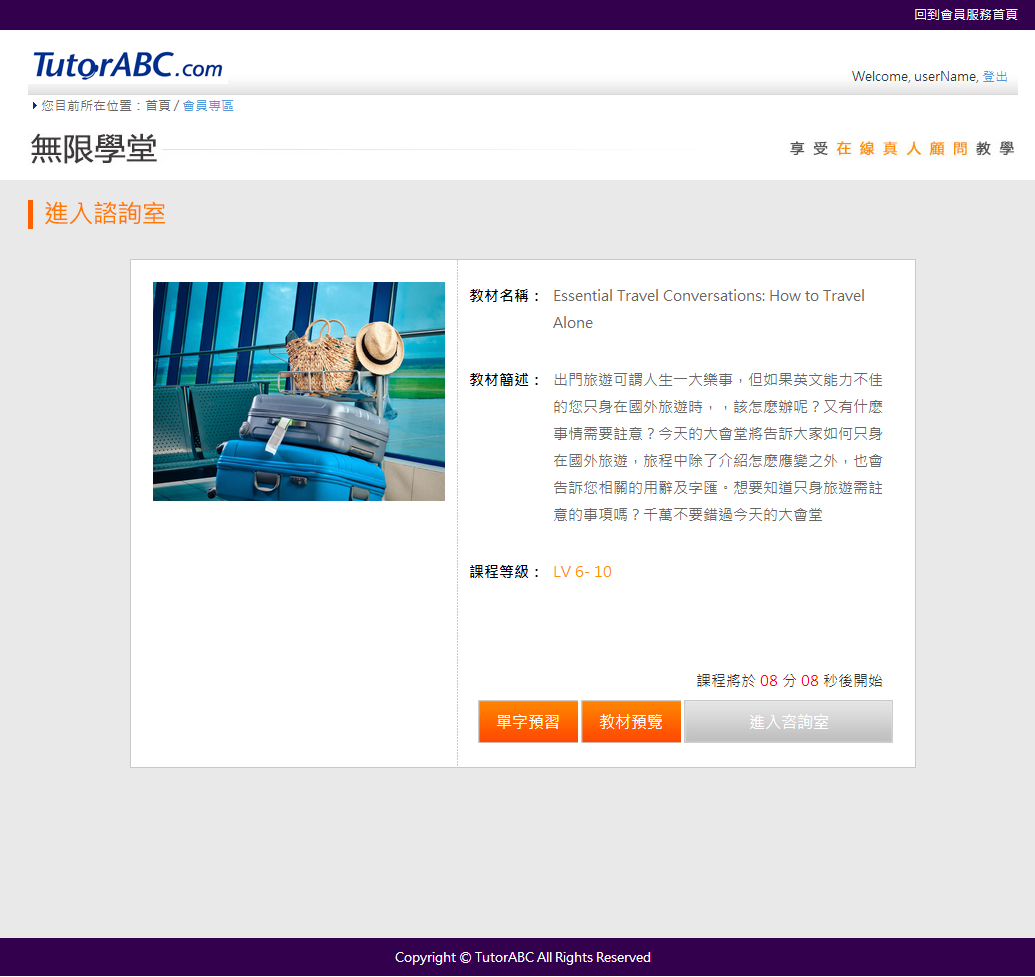 回到會員服務首頁
TutorABC.com
Welcome, userName, 登出
您目前所在位置：首頁 / 會員專區
無限學堂
享受在線真人顧問教學
進入諮詢室
教材名稱： Essential Travel Conversations: How to Travel
Alone
教材簡述： 出門旅遊可謂人生一大樂事，但如果英文能力不佳
的您只身在國外旅遊時，，該怎麼辦呢？又有什麼
事情需要註意？今天的大會堂將告訴大家如何只身
在國外旅遊，旅程中除了介紹怎麼應變之外，也會
告訴您相關的用辭及字匯。想要知道只身旅遊需註
意的事項嗎？千萬不要錯過今天的大會堂
課程等級： LV 6- 10
課程將於 08 分 08 秒後開始
單字預習 教材預覽 進入咨詢室
Copyright © TutorABC All Rights Reserved